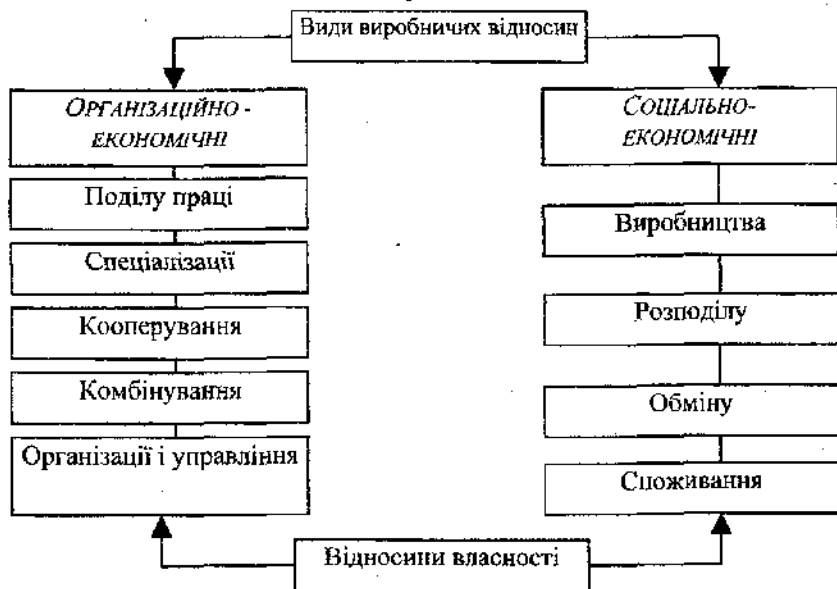 Види виробничих відносин
ОРГАНІЗАЦІЙНО -
ЕКОНОМІЧНІ
Поділу праці
Спеціалізації
Кооперування
Комбінування
Організації і управління
СОЦІАЛЬНО-
ЕКОНОМІЧНІ
Виробництва
Розподілу
Обміну
Споживання
Відносини власності